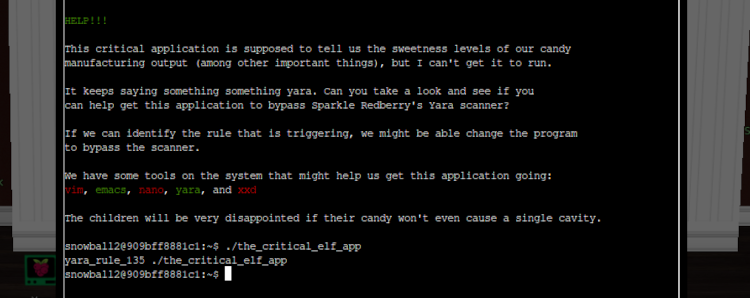 HELP!!!
This critical application is supposed to tell us the sweetness levels of our candy
manufacturing output (among other important things), but I can't get it to run.
It keeps saying something something yara. Can you take a look and see if you
can help get this application to bypass Sparkle Redberry's Yara scanner?
If we can identify the rule that is triggering, we might be able change the program
to bypass the scanner.
We have some tools on the system that might help us get this application going:
vim, emacs, nano, yara, and xxd
The children will be very disappointed if their candy won't even cause a single cavity.
snowball2@909bff8881c1:~$ ./the_critical_elf_app
yara_rule_135 ./the_critical_elf_app
snowball2@909bff8881c1:~$